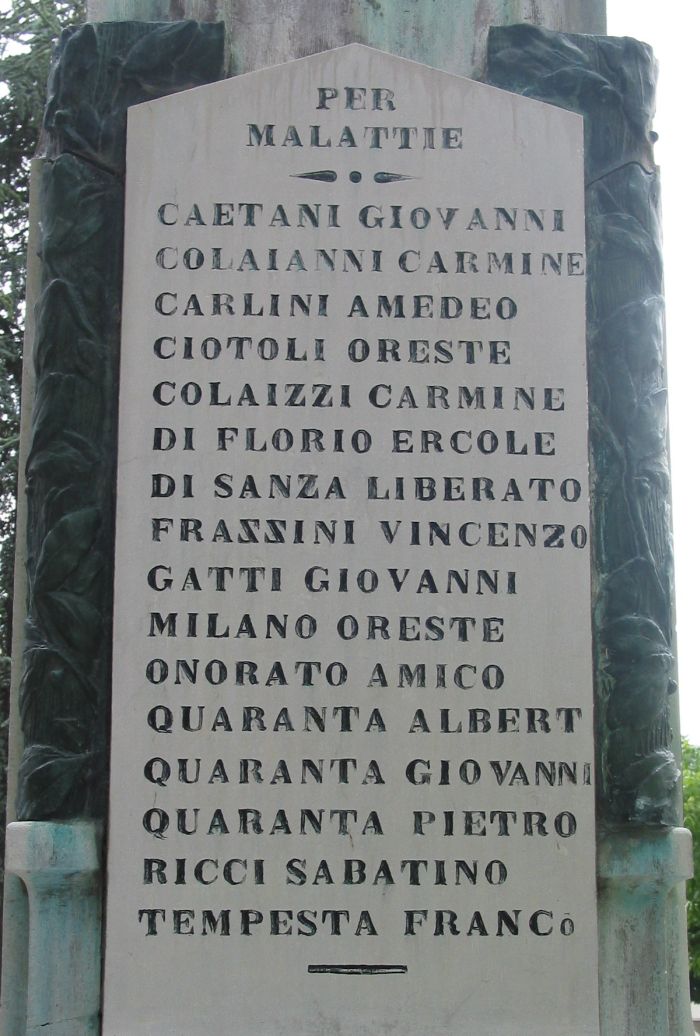 PER
MALATTIE
CAETANI GIOVANNI
COLAIANNI CARMINE
CARLINI AMEDEO
CIOTOLI ORESTE
COLAIZZI CARMINE
DI FLORIO ERCOLE
DI SANZA LIBERATO
FRASSINI VINCENZO
GATTI GIOVANNI
MILANO ORESTE
ONORATO AMICO
QUARANTA ALBERT
QUARANTA GIOVANNI
QUARANTA PIETRO
RICCI SABATINO
TEMPESTA FRANCO